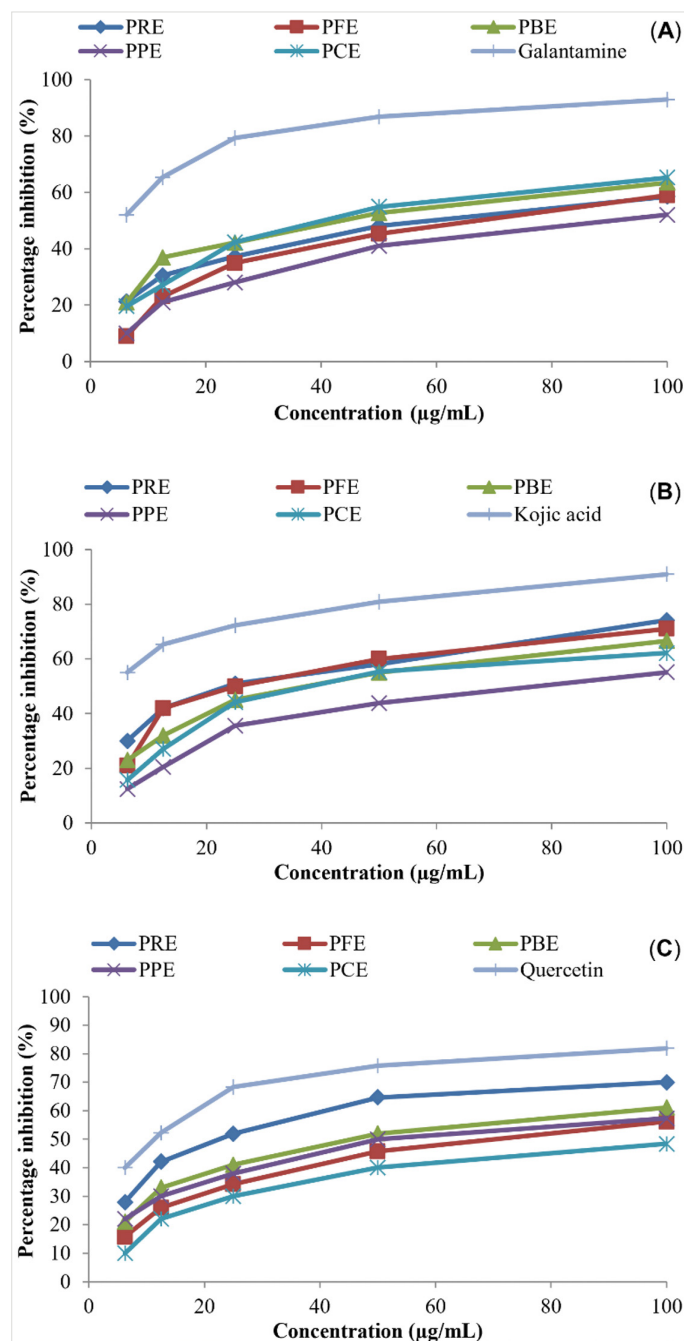 PRE PFE PBE (A)
PPE PCE Galantamine
100
80
60
40
20
0
Percentage inhibition (%)
0 20 40 60 80 100
Concentration (µg/mL)
PRE PFE PBE (B)
PPE PCE Kojic acid
100
80
60
40
20
0
Percentage inhibition (%)
0 20 40 60 80 100
Concentration (µg/mL)
PRE PFE PBE (C)
PPE PCE Quercetin
100
90
80
70
60
50
40
30
20
10
0
Percentage inhibition (%)
0 20 40 60 80 100
Concentration (µg/mL)